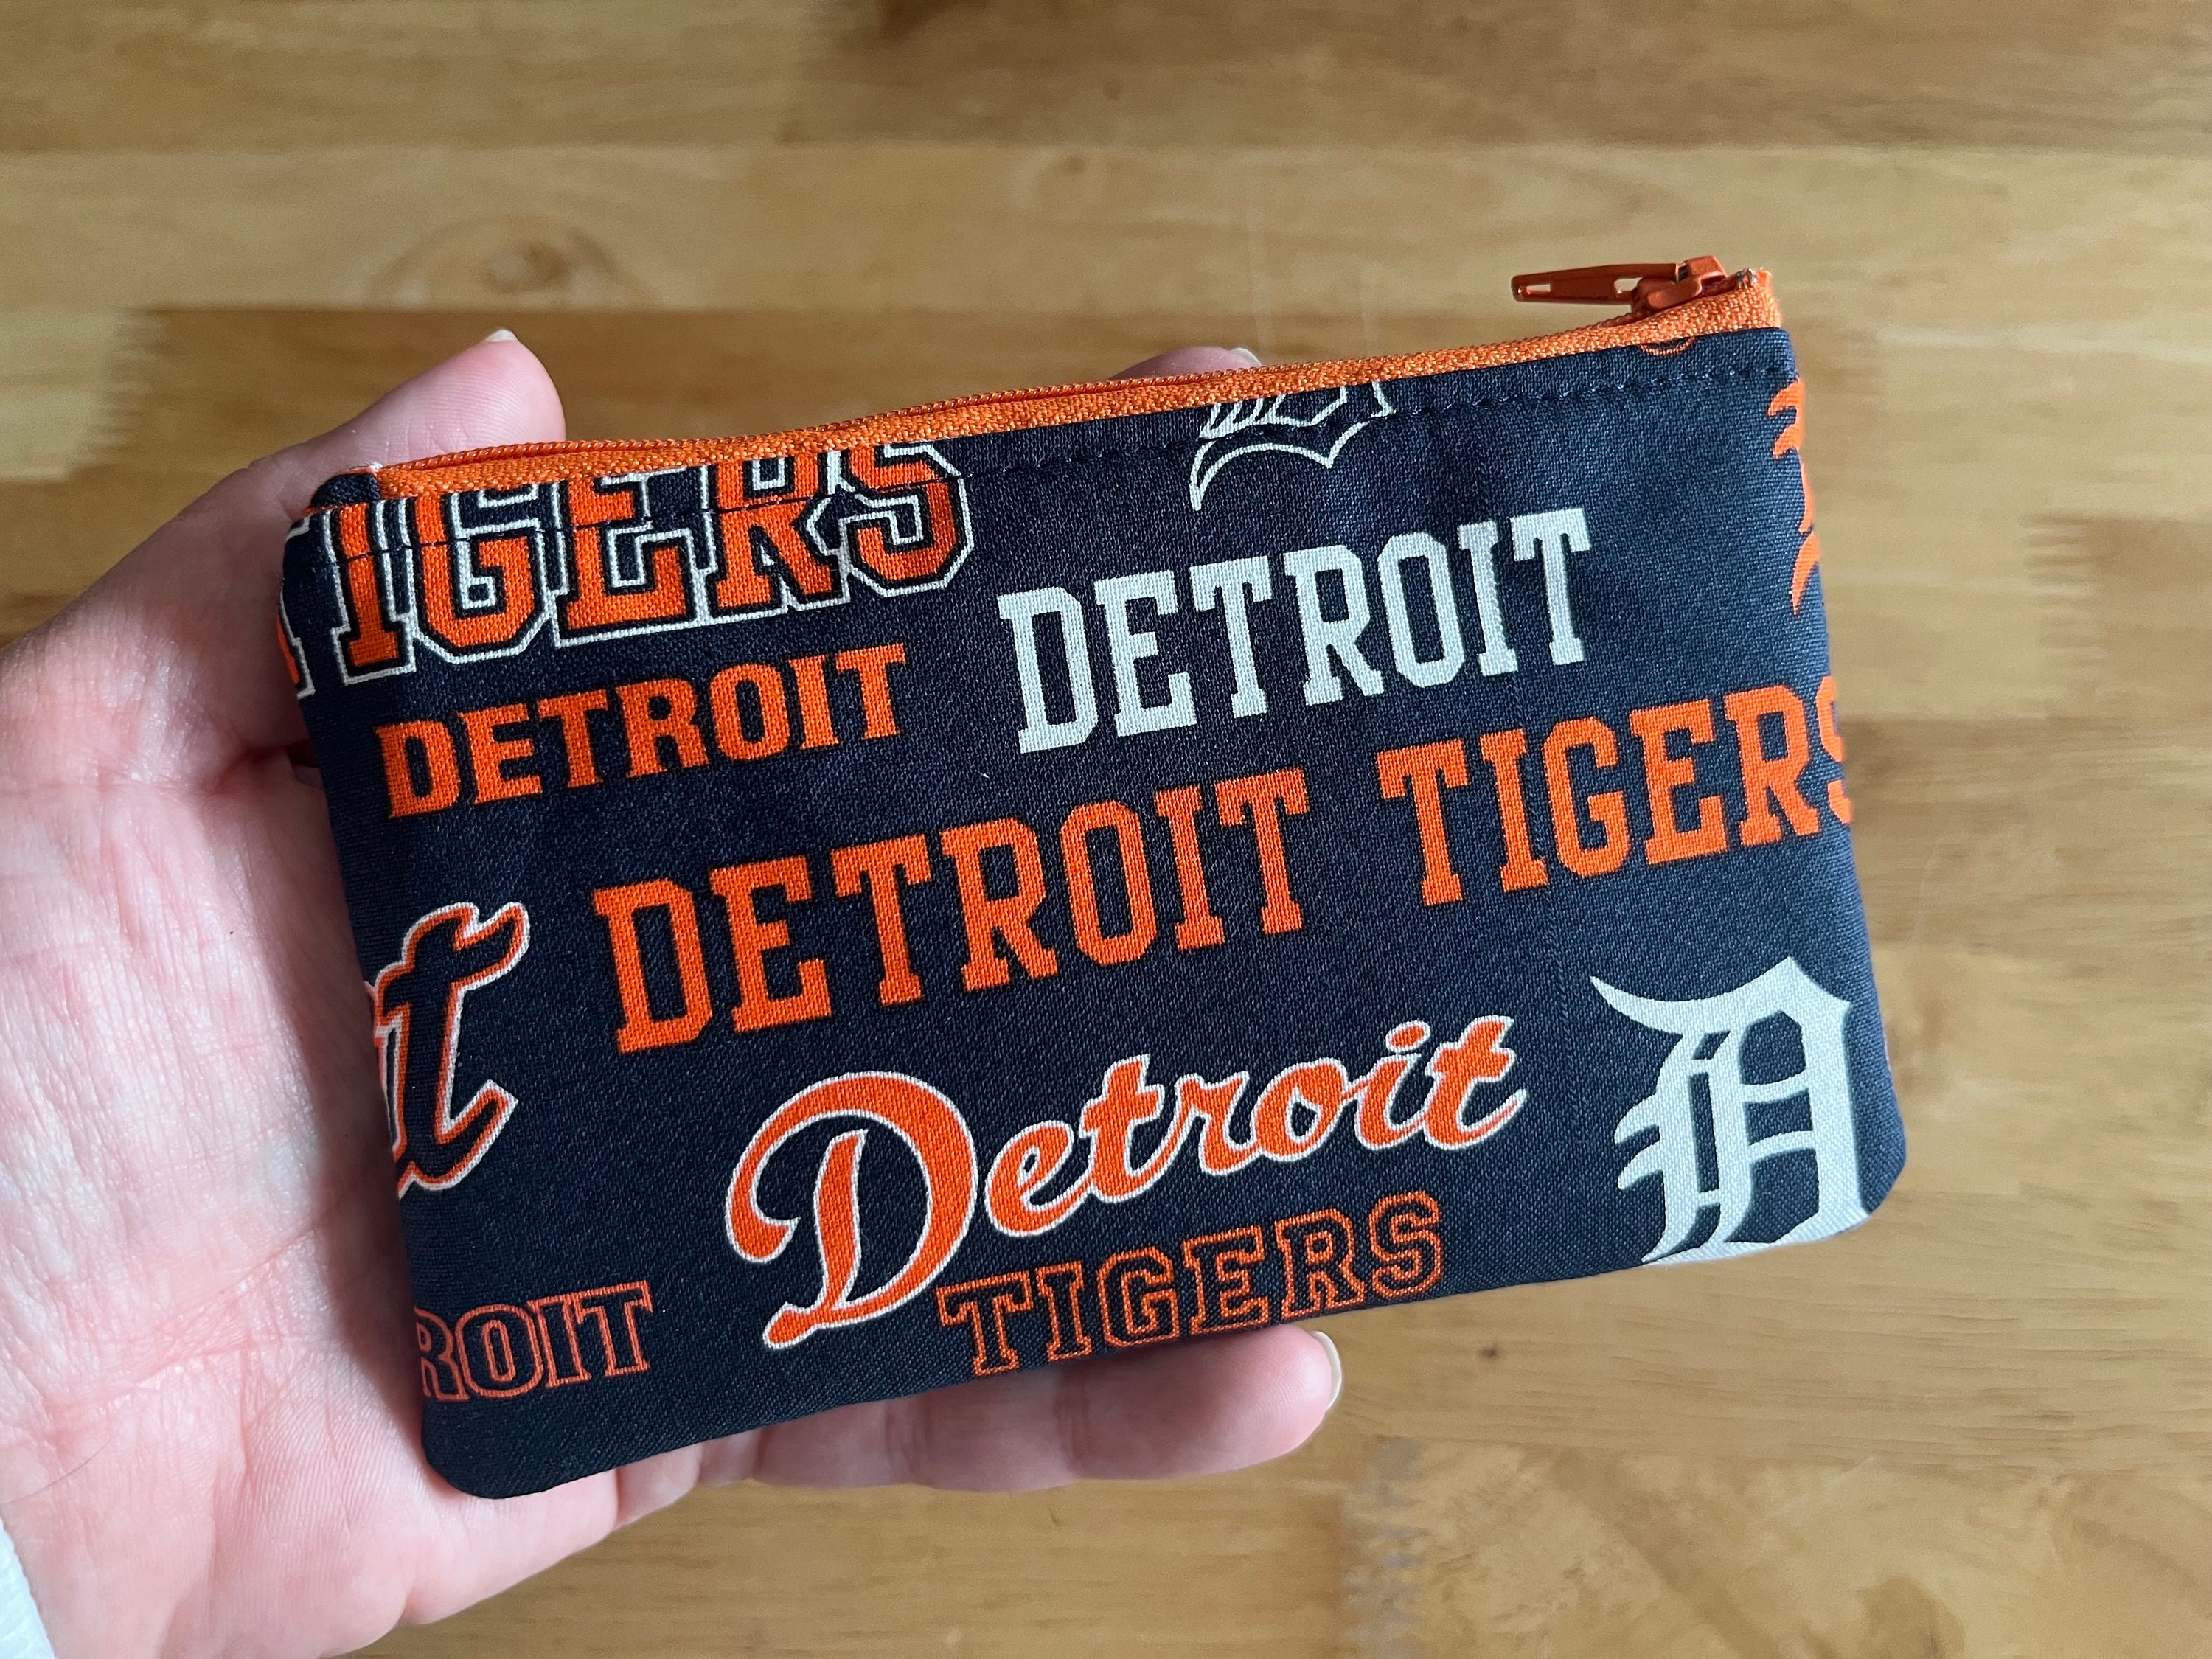 TIGERS
DETROIT
DETROIT
DETROIT TIGERS
t
Detroit
TIGERS
D
ROIT